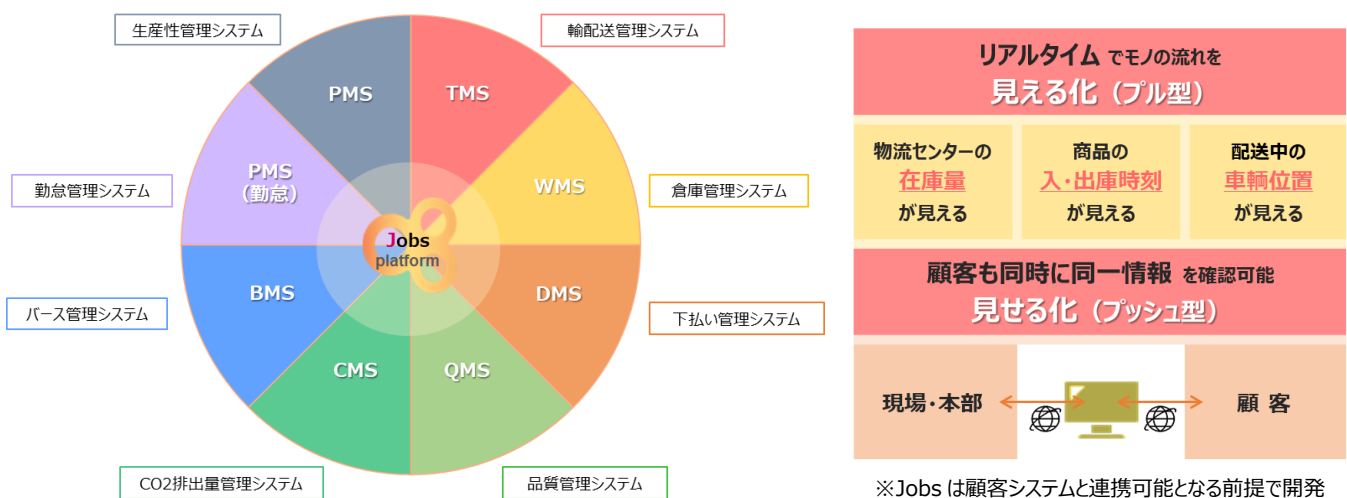 生産性管理システム
輸配送管理システム
PMS
TMS
勤怠管理システム
PMS
（勤怠）
WMS
倉庫管理システム
Jobs
platform
バース管理システム
BMS
DMS
下払い管理システム
CMS
QMS
CO2排出量管理システム
品質管理システム
リアルタイム でモノの流れを
見える化（プル型）
物流センターの
在庫量
が見える
商品の
入・出庫時刻
が見える
配送中の
車輌位置
が見える
顧客も同時に同一情報 を確認可能
見せる化（プッシュ型）
現場・本部
顧 客
※Jobs は顧客システムと連携可能となる前提で開発